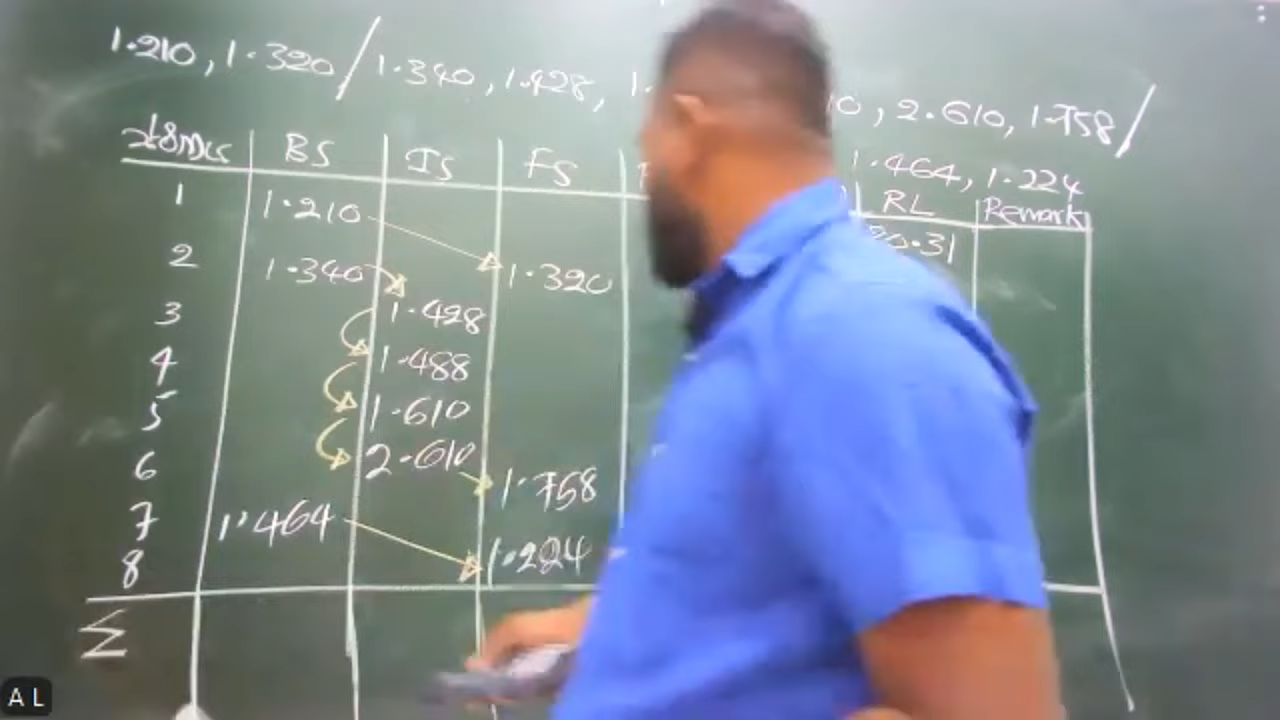 1.210, 1.320/1.340, 1.428, 1. 0, 2.610, 1.758/
1.464, 1.224
BS IS FS RL Remark
1 1.210 20.31
2 1.340 1.320
3 1.428
4 1.488
5 1.610
6 2.610 1.758
7 1.464
8 1.224
Σ
A L